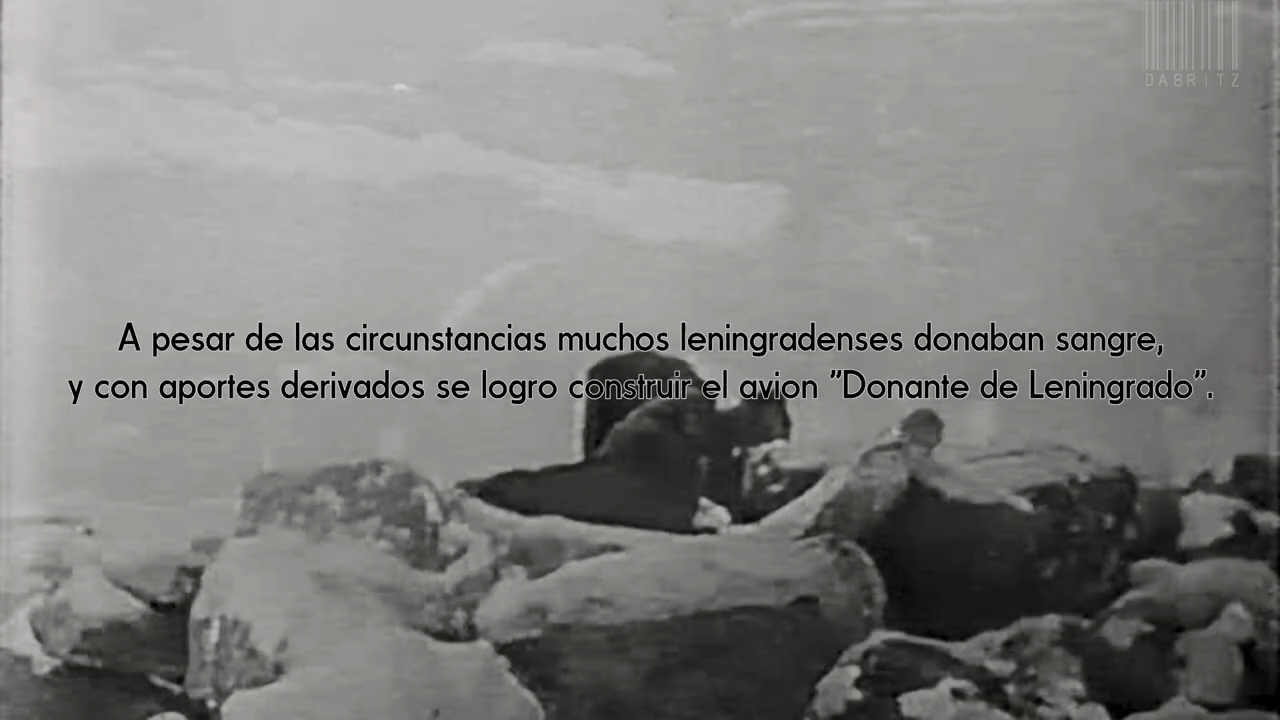 DABRITZ
A pesar de las circunstancias muchos leningradenses donaban sangre,
y con aportes derivados se logro construir el avion "Donante de Leningrado".